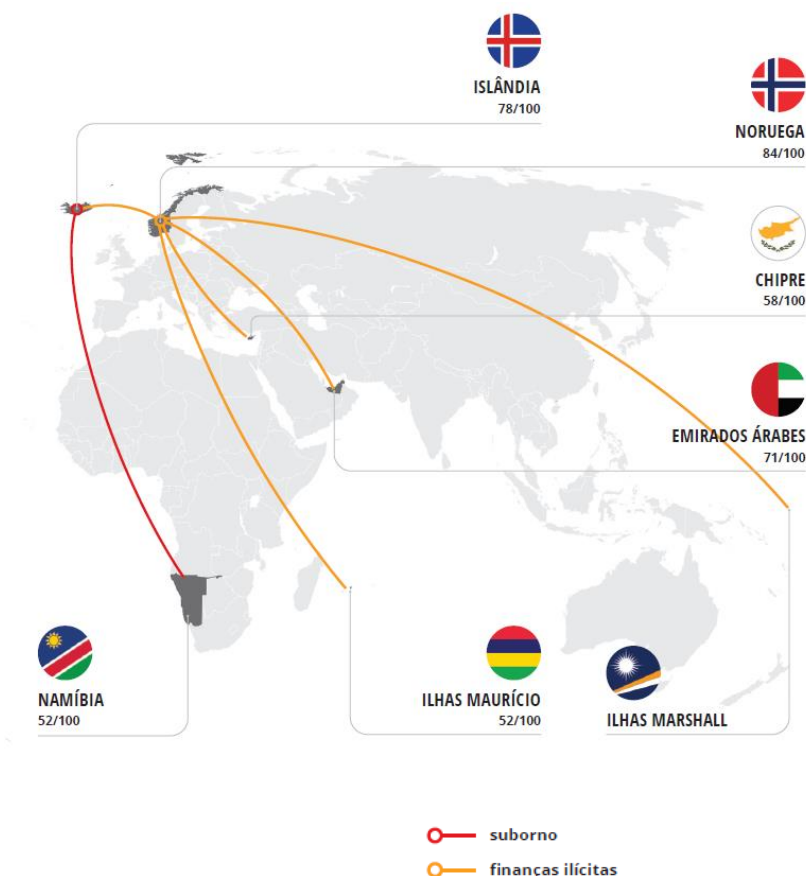 ISLÂNDIA
78/100
NORUEGA
84/100
CHIPRE
58/100
EMIRADOS ÁRABES
71/100
NAMÍBIA
52/100
ILHAS MAURÍCIO
52/100
ILHAS MARSHALL
suborno
finanças ilícitas